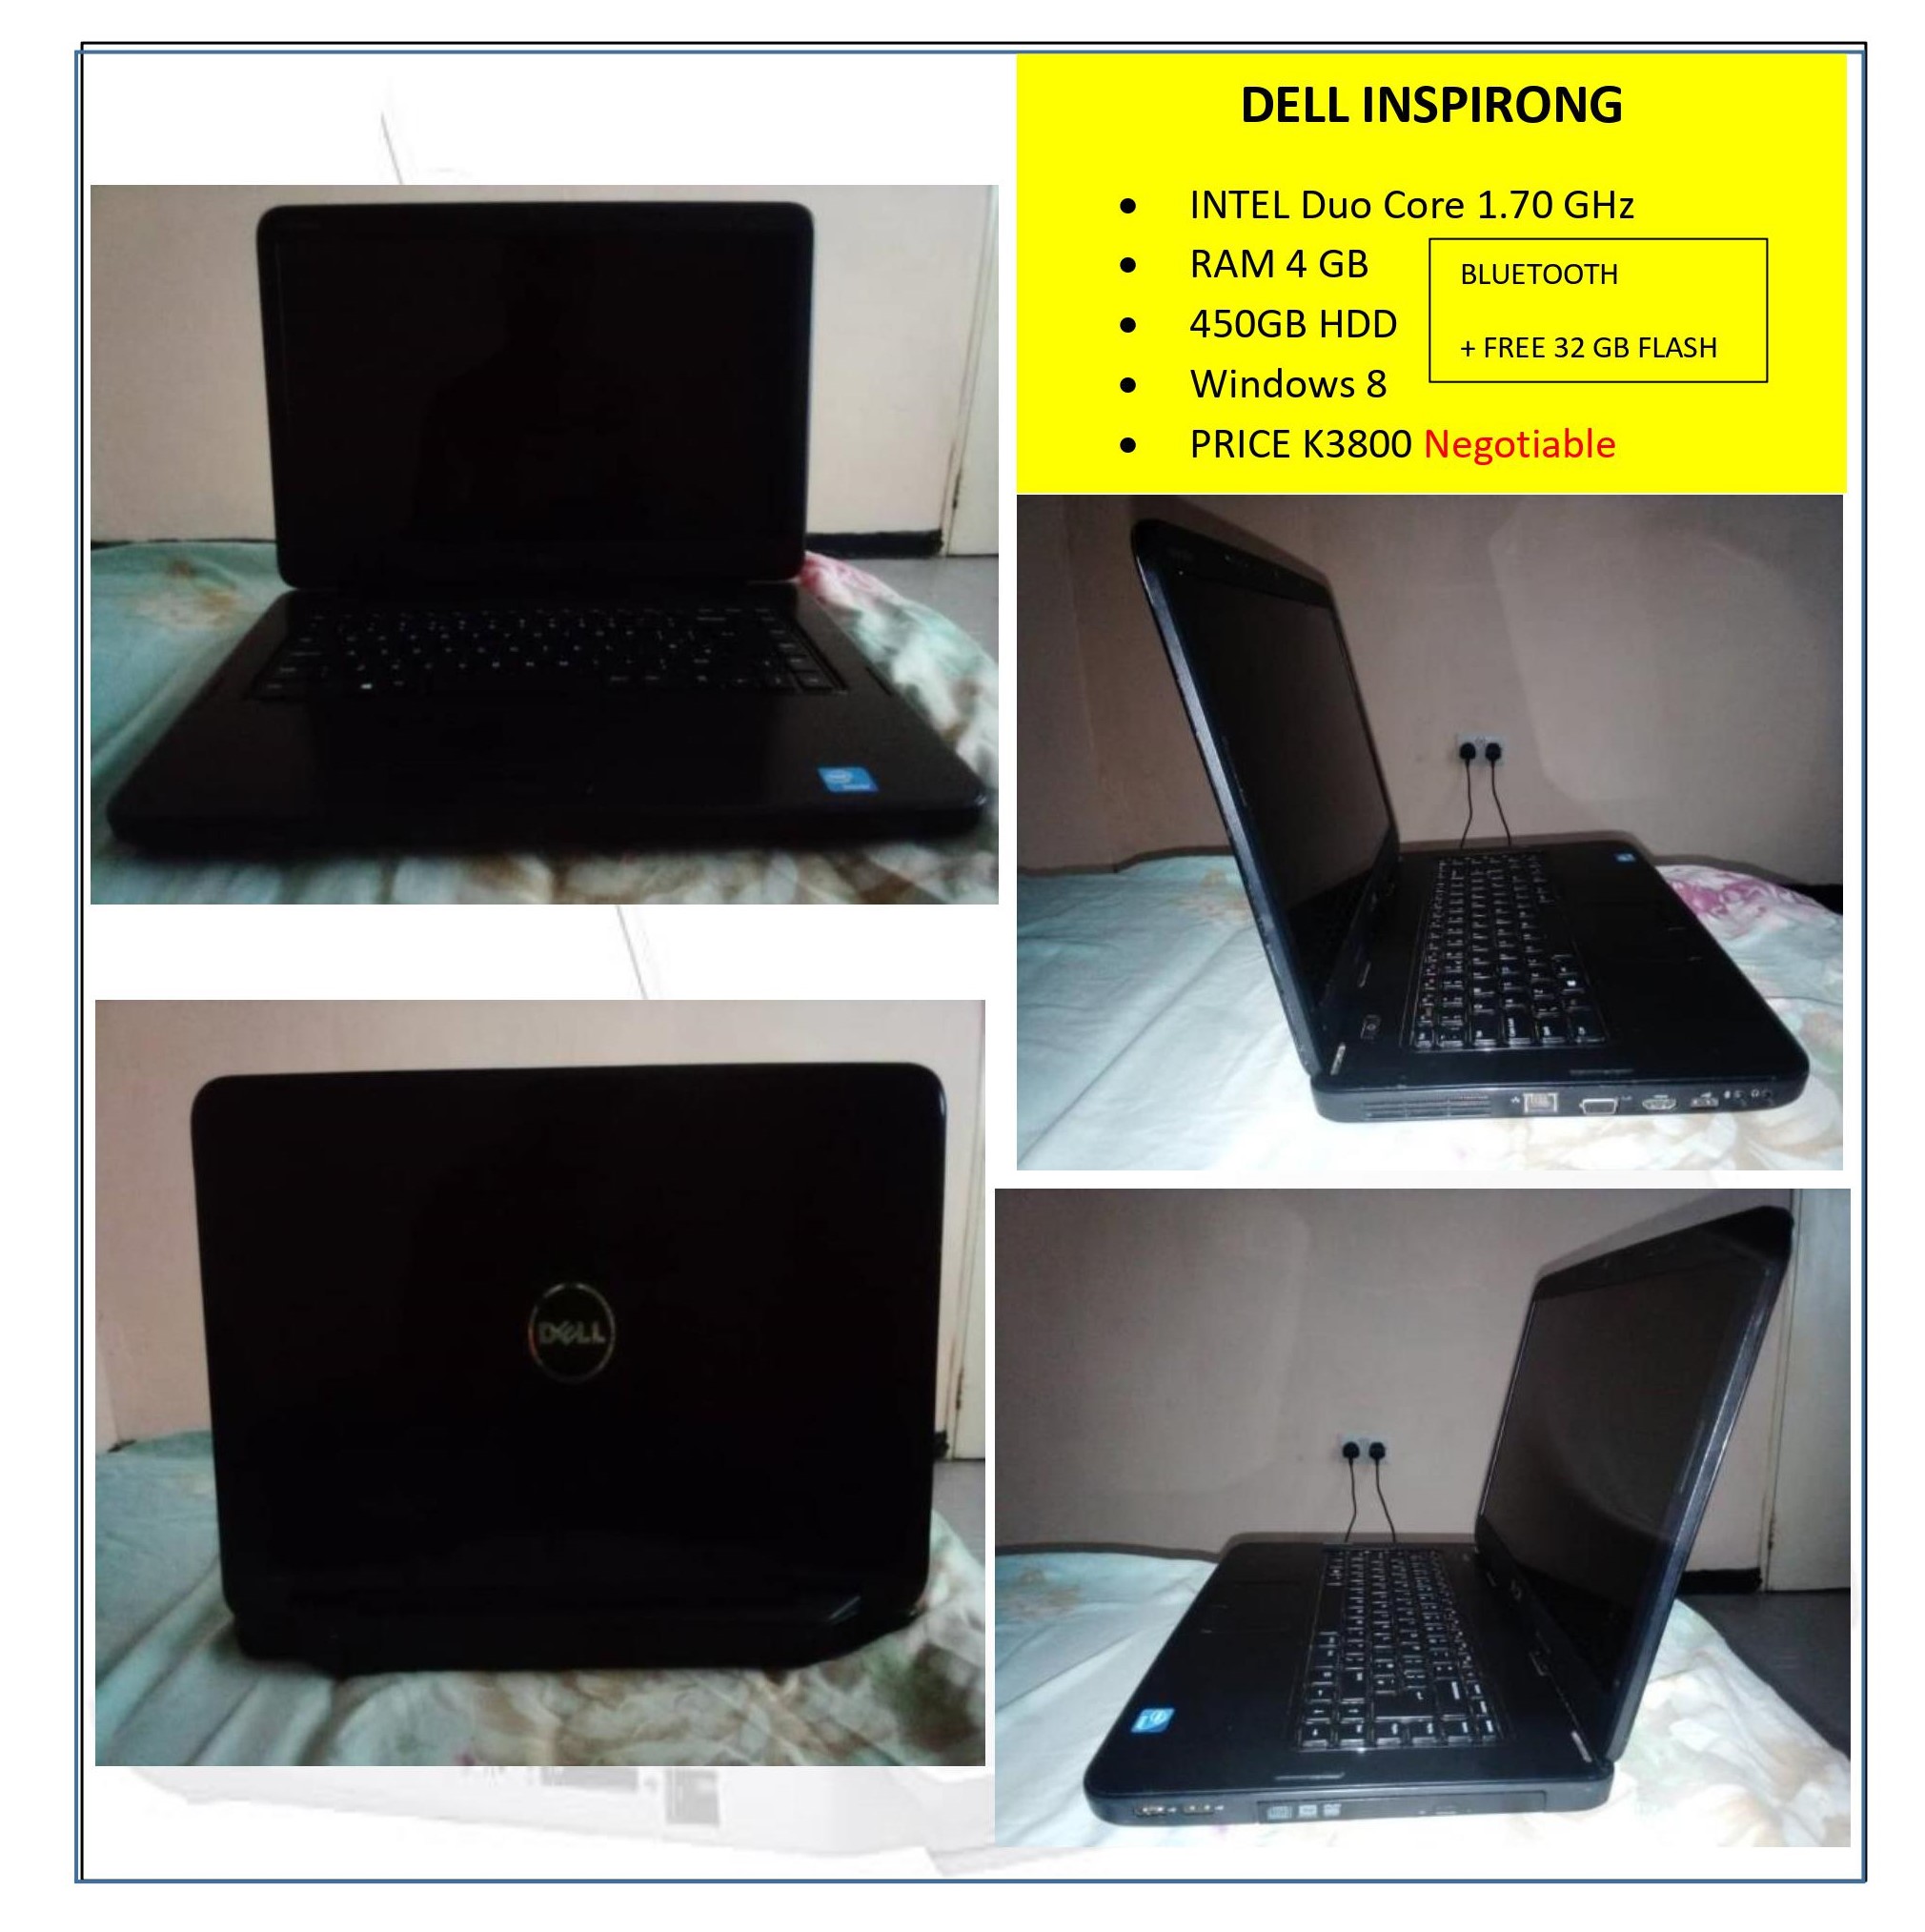 DELL INSPIRONG
INTEL Duo Core 1.70 GHz
RAM 4 GB
450GB HDD
Windows 8
PRICE K3800 Negotiable
BLUETOOTH
+ FREE 32 GB FLASH
DELL